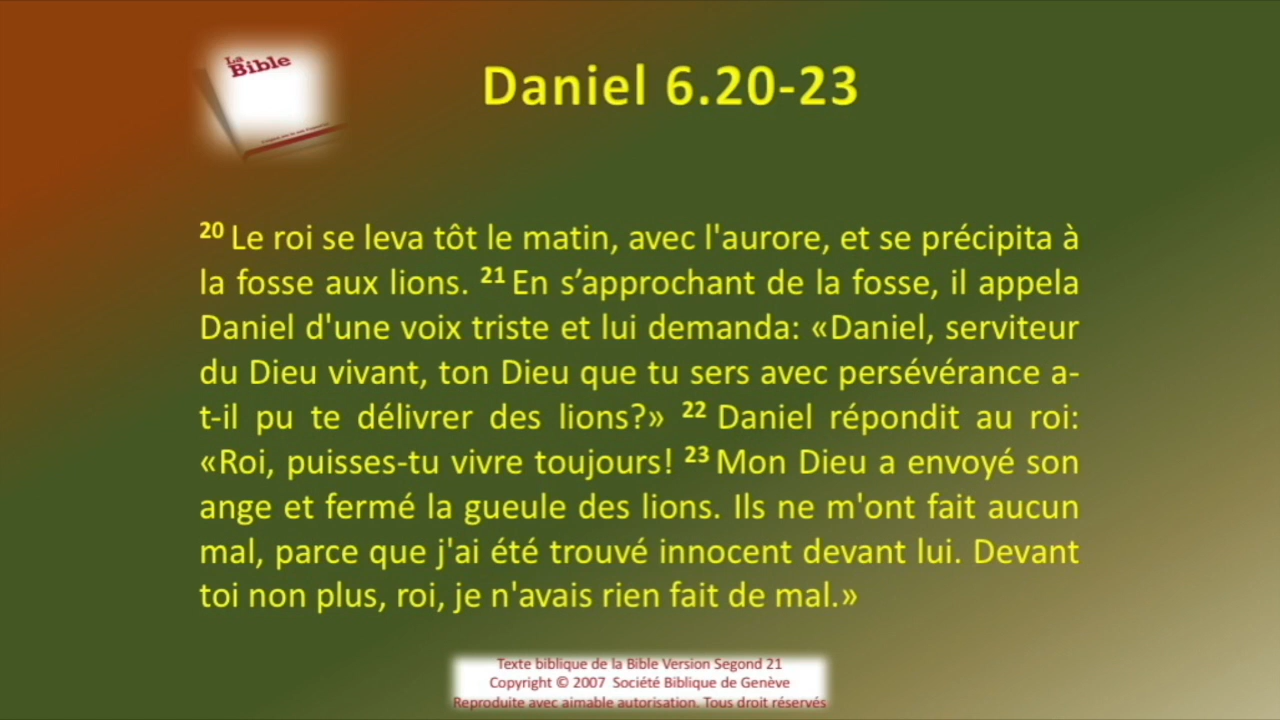 La
Bible
Daniel 6.20-23
20 Le roi se leva tôt le matin, avec l'aurore, et se précipita à
la fosse aux lions. 21 En s’approchant de la fosse, il appela
Daniel d'une voix triste et lui demanda: «Daniel, serviteur
du Dieu vivant, ton Dieu que tu sers avec persévérance a-
t-il pu te délivrer des lions?» 22 Daniel répondit au roi:
«Roi, puisses-tu vivre toujours! 23 Mon Dieu a envoyé son
ange et fermé la gueule des lions. Ils ne m'ont fait aucun
mal, parce que j'ai été trouvé innocent devant lui. Devant
toi non plus, roi, je n'avais rien fait de mal.»
Texte biblique de la Bible Version Segond 21
Copyright © 2007 Société Biblique de Genève
Reproduite avec aimable autorisation. Tous droit réservés